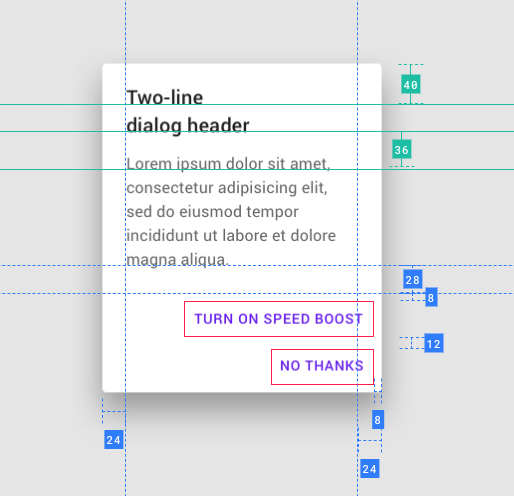 Two-line
dialog header
Lorem ipsum dolor sit amet,
consectetur adipisicing elit,
sed do eiusmod tempor
incididunt ut labore et dolore
magna aliqua.
TURN ON SPEED BOOST
NO THANKS
40
36
28
8
12
8
24
24